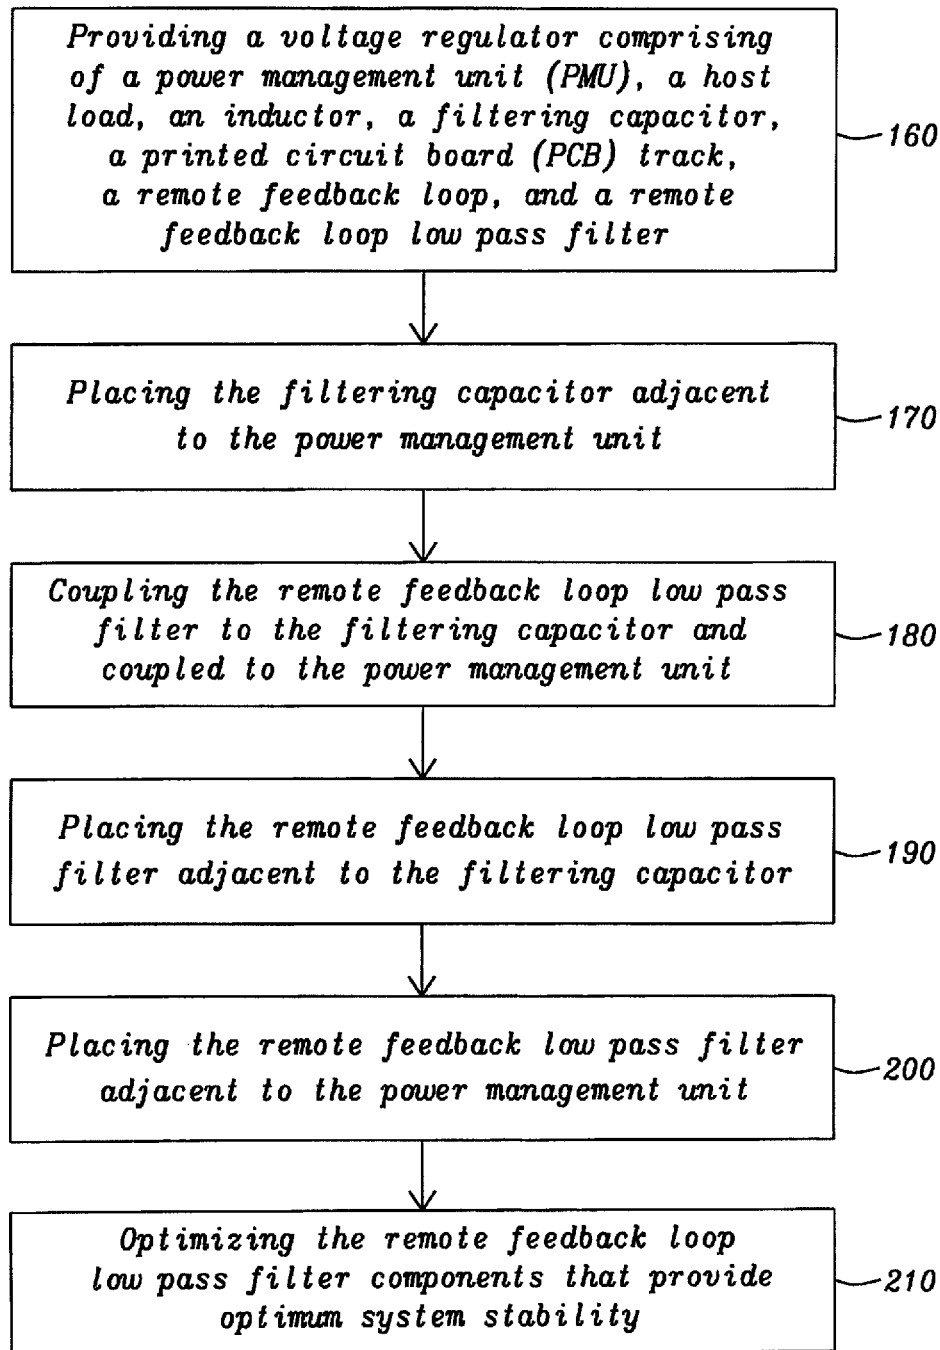 Providing a voltage regulator comprising
of a power management unit (PMU), a host
load, an inductor, a filtering capacitor,
a printed circuit board (PCB) track,
a remote feedback loop, and a remote
feedback loop low pass filter
160
Placing the filtering capacitor adjacent
to the power management unit
170
Coupling the remote feedback loop low pass
filter to the filtering capacitor and
coupled to the power management unit
180
Placing the remote feedback loop low pass
filter adjacent to the filtering capacitor
190
Placing the remote feedback low pass filter
adjacent to the power management unit
200
Optimizing the remote feedback loop
low pass filter components that provide
optimum system stability
210